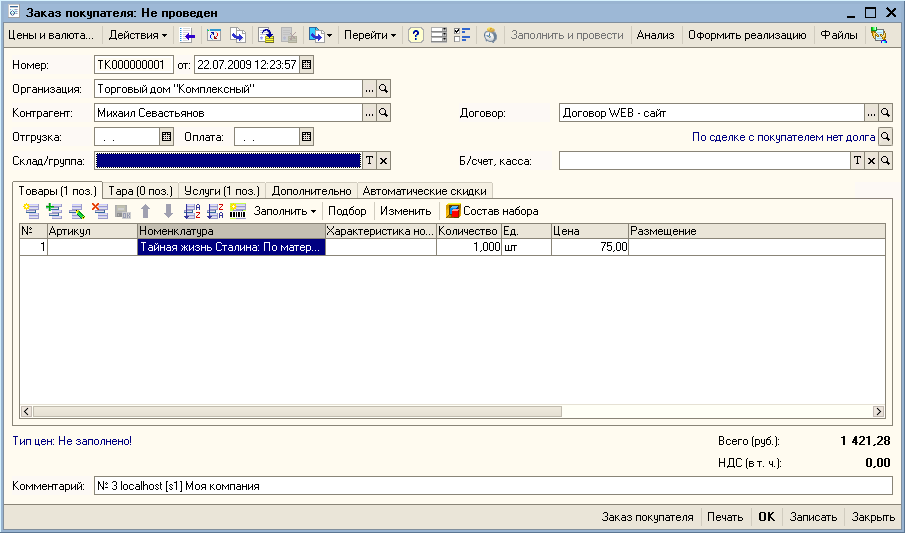 Заказ покупателя: Не проведен
Цены и валюта... Действия Перейти ? Заполнить и провести Анализ Оформить реализацию Файлы
Номер: ТК000000001 от: 22.07.2009 12:23:57
Организация: Торговый дом "Комплексный" ...
Контрагент: Михаил Севастьянов ... Договор: Договор WEB - сайт ...
Отгрузка: . . Оплата: . . По сделке с покупателем нет долга
Склад/группа: T × Б/счет, касса: T ×
Товары (1 поз.) Тара (0 поз.) Услуги (1 поз.) Дополнительно Автоматические скидки
Заполнить Подбор Изменить Состав набора
№ Артикул Номенклатура Характеристика но... Количество Ед. Цена Размещение
1 Тайная жизнь Сталина: По матер... 1,000 шт 75,00
Тип цен: Не заполнено! Всего (руб.): 1 421,28
НДС (в т. ч.): 0,00
Комментарий: № 3 localhost [s1] Моя компания
Заказ покупателя Печать OK Записать Закрыть